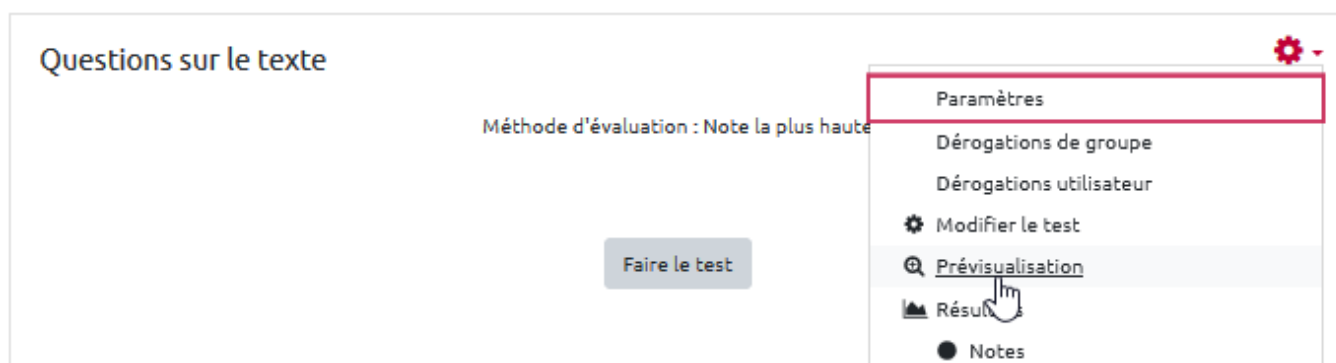 Questions sur le texte
Méthode d'évaluation : Note la plus haute
Faire le test
Paramètres
Dérogations de groupe
Dérogations utilisateur
Modifier le test
Prévisualisation
Notes